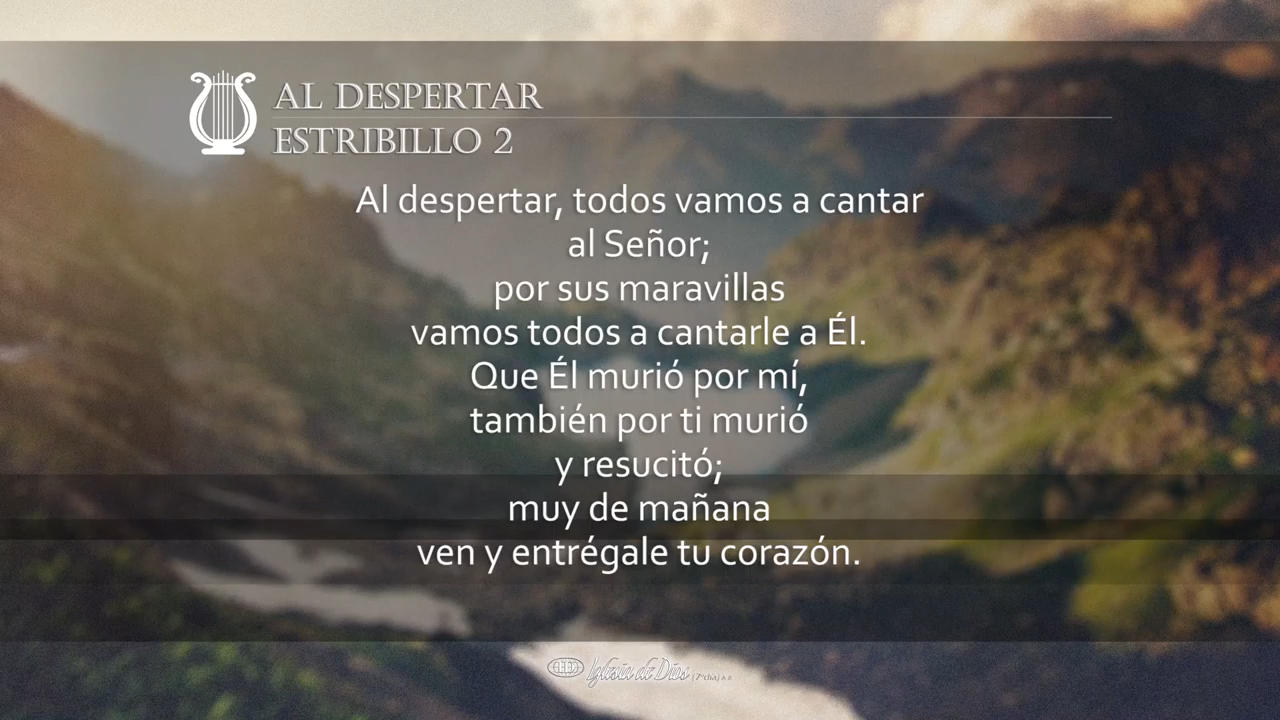 AL DESPERTAR
ESTRIBILLO 2
Al despertar, todos vamos a cantar
al Señor;
por sus maravillas
vamos todos a cantarle a Él.
Que Él murió por mí,
también por ti murió
y resucitó;
muy de mañana
ven y entrégale tu corazón.
Iglesia de Dios (7º día)